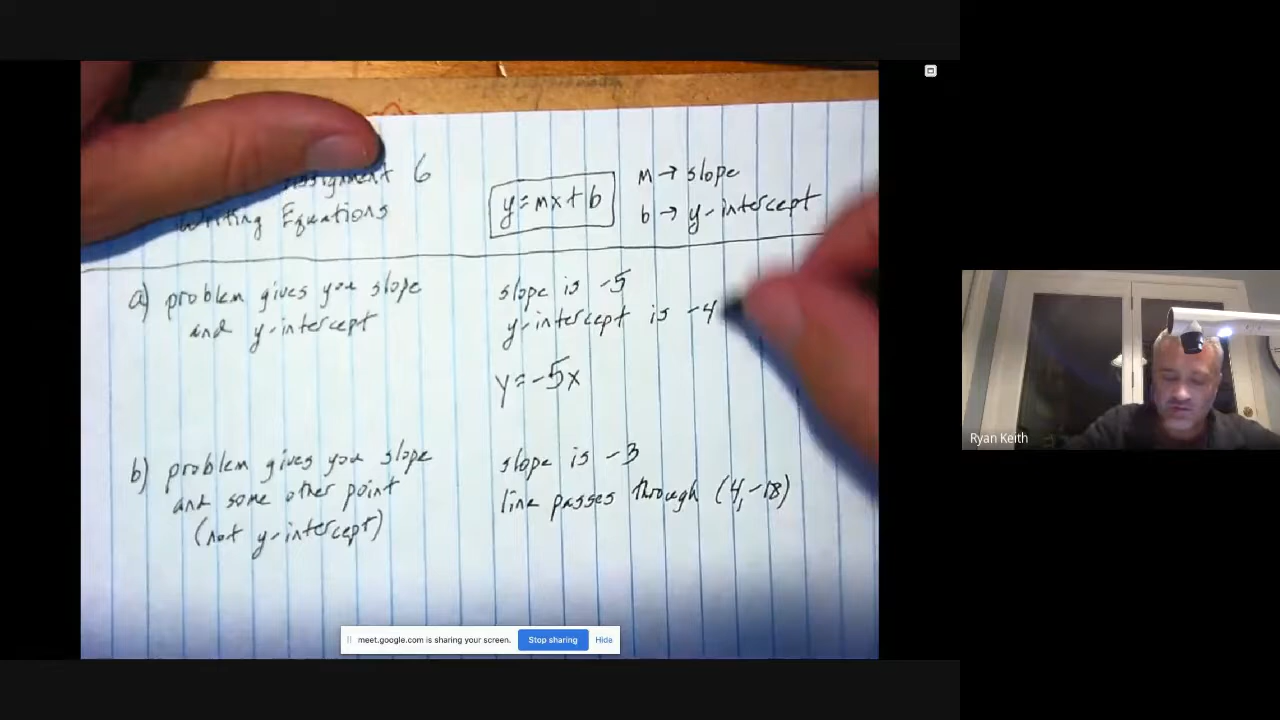 Assignment 6
Writing Equations
y=mx+b
m→ slope
b→ y-intercept
a) problem gives you slope
and y-intercept
slope is -5
y-intercept is -4
y=-5x
b) problem gives you slope
and some other point
(not y-intercept)
slope is -3
line passes through (4,-18)
meet.google.com is sharing your screen.
Stop sharing
Hide
Ryan Keith